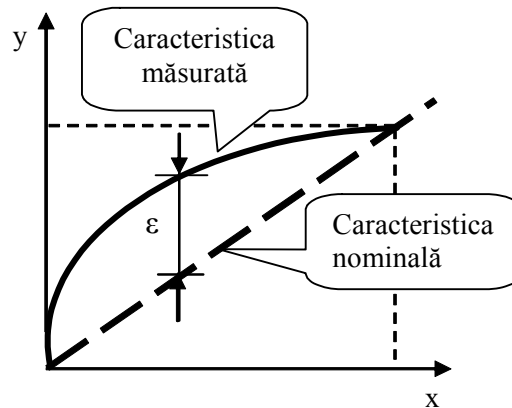 y
Caracteristica
măsurată
ε
Caracteristica
nominală
x